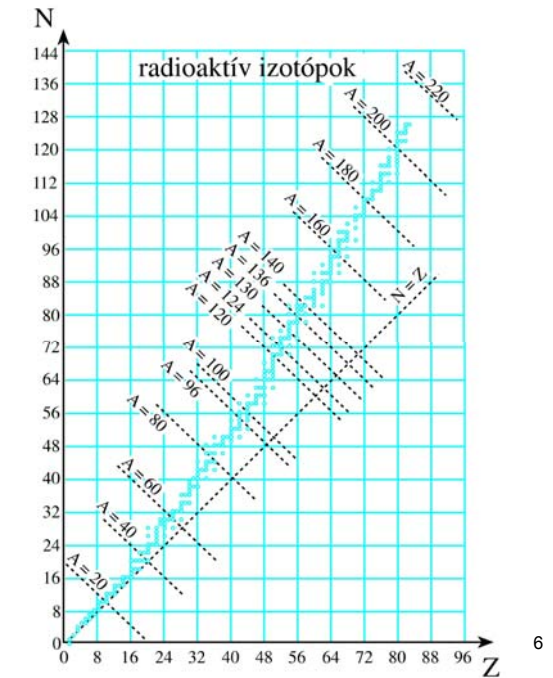 N
radioaktív izotópok
144
136
128
120
112
104
96
88
80
72
64
56
48
40
32
24
16
8
0
A = 220
A = 200
A = 180
A = 160
A = 140
A = 136
A = 130
A = 124
A = 120
A = 100
A = 96
A = 80
A = 60
A = 40
A = 20
N = Z
0 8 16 24 32 40 48 56 64 72 80 88 96
Z
6